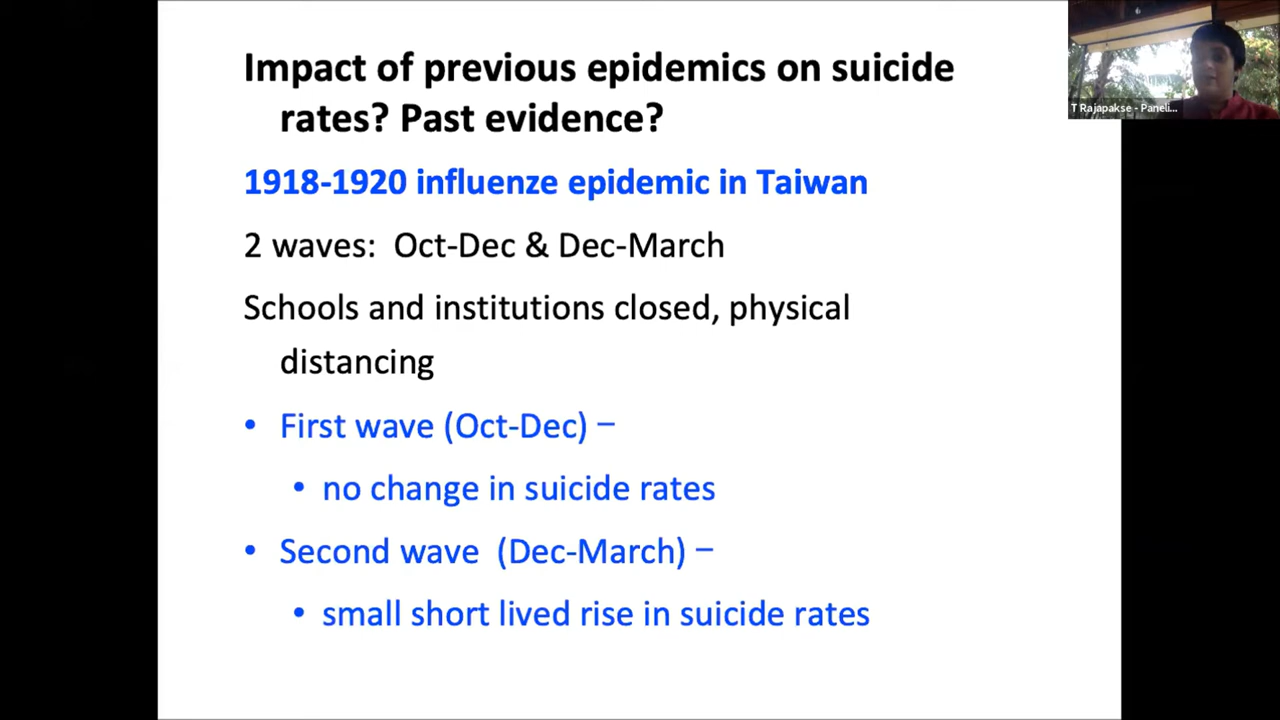 Impact of previous epidemics on suicide
rates? Past evidence?
T Rajapakse - Paneli...
1918-1920 influenze epidemic in Taiwan
2 waves:  Oct-Dec & Dec-March
Schools and institutions closed, physical
distancing
• First wave (Oct-Dec) –
• no change in suicide rates
• Second wave  (Dec-March) –
• small short lived rise in suicide rates